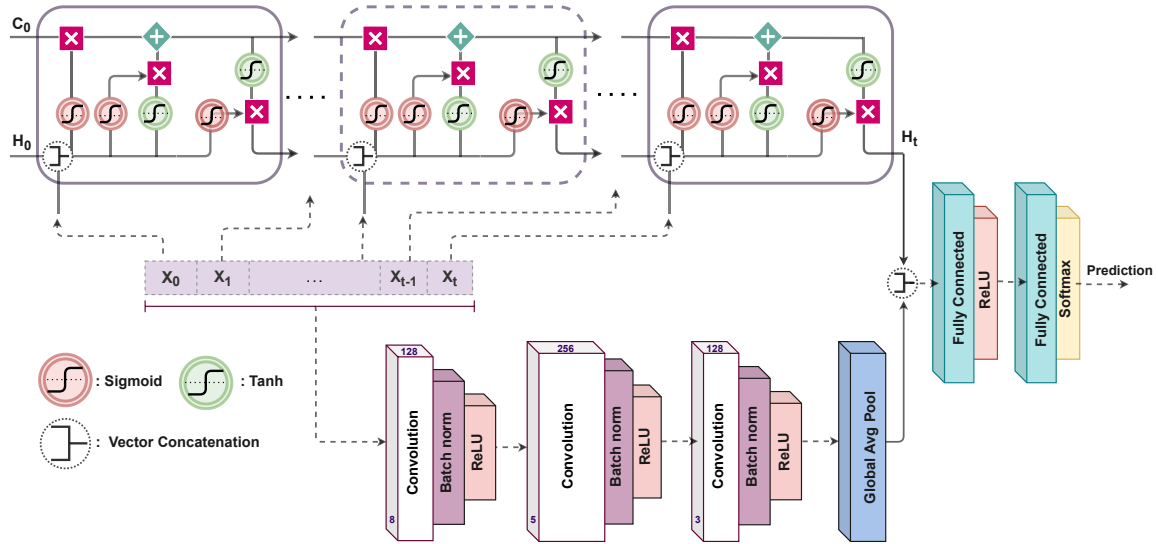 C0
H0
. . . .
. . . .
Ht
X0 X1 ... Xt-1 Xt
Fully Connected
ReLU
Fully Connected
Softmax
Prediction
: Sigmoid
: Tanh
: Vector Concatenation
128
Convolution
8
Batch norm
ReLU
256
Convolution
5
Batch norm
ReLU
128
Convolution
3
Batch norm
ReLU
Global Avg Pool